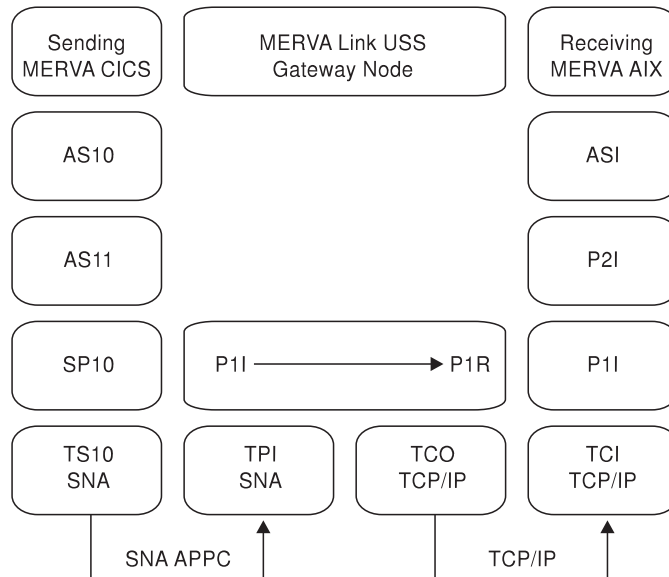 Sending
MERVA CICS
MERVA Link USS
Gateway Node
Receiving
MERVA AIX
AS10
ASI
AS11
P2I
SP10
P1I
P1R
P1I
TS10
SNA
TPI
SNA
TCO
TCP/IP
TCI
TCP/IP
SNA APPC
TCP/IP